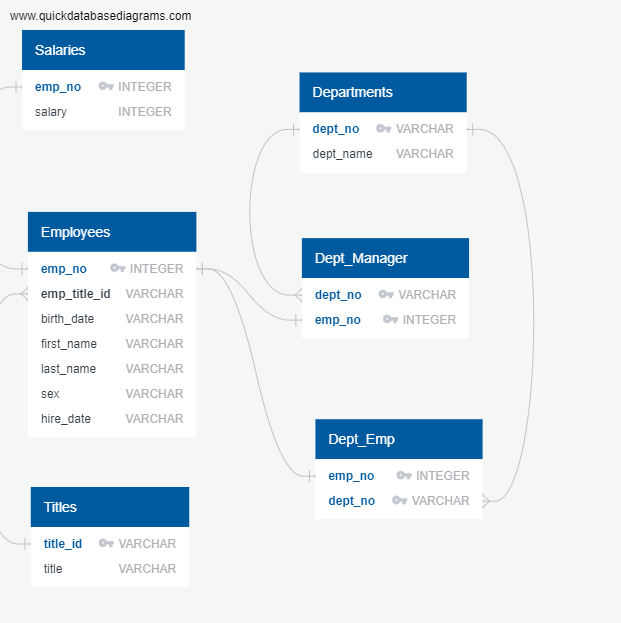 www.quickdatabasediagrams.com
Salaries
emp_no INTEGER
salary INTEGER
Departments
dept_no VARCHAR
dept_name VARCHAR
Employees
emp_no INTEGER
emp_title_id VARCHAR
birth_date VARCHAR
first_name VARCHAR
last_name VARCHAR
sex VARCHAR
hire_date VARCHAR
Dept_Manager
dept_no VARCHAR
emp_no INTEGER
Dept_Emp
emp_no INTEGER
dept_no VARCHAR
Titles
title_id VARCHAR
title VARCHAR